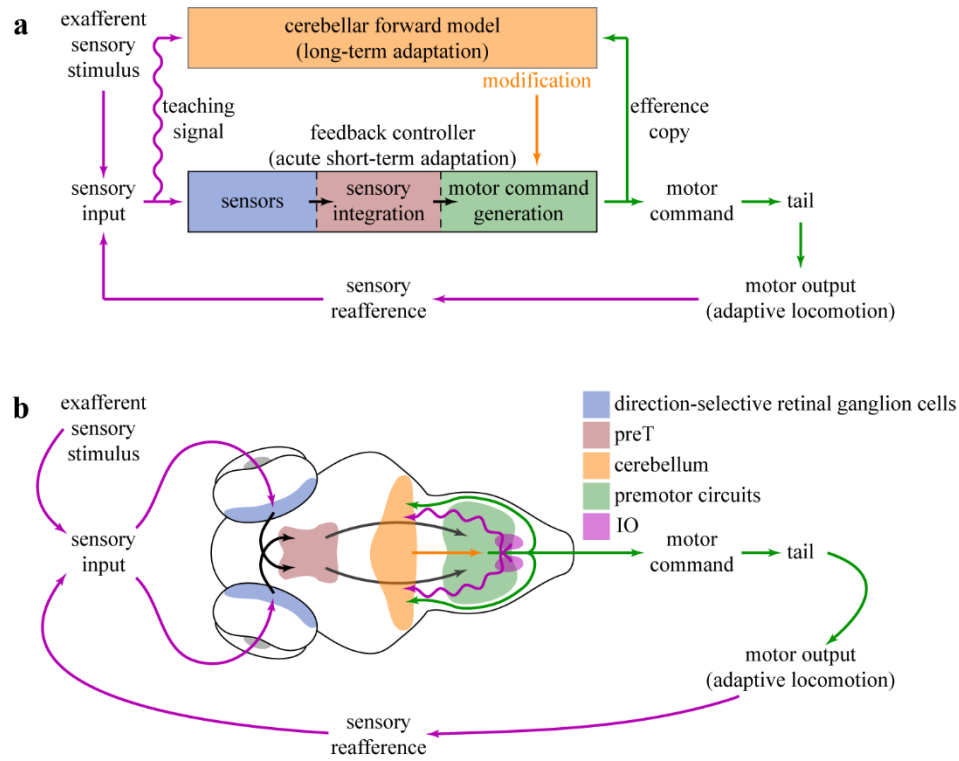 a
exafferent
sensory
stimulus
cerebellar forward model
(long-term adaptation)
modification
teaching
signal
efference
copy
feedback controller
(acute short-term adaptation)
sensory
input
sensors
sensory
integration
motor command
generation
motor
command
tail
sensory
reafference
motor output
(adaptive locomotion)
b
exafferent
sensory
stimulus
direction-selective retinal ganglion cells
preT
cerebellum
premotor circuits
IO
sensory
input
motor
command
tail
motor output
(adaptive locomotion)
sensory
reafference